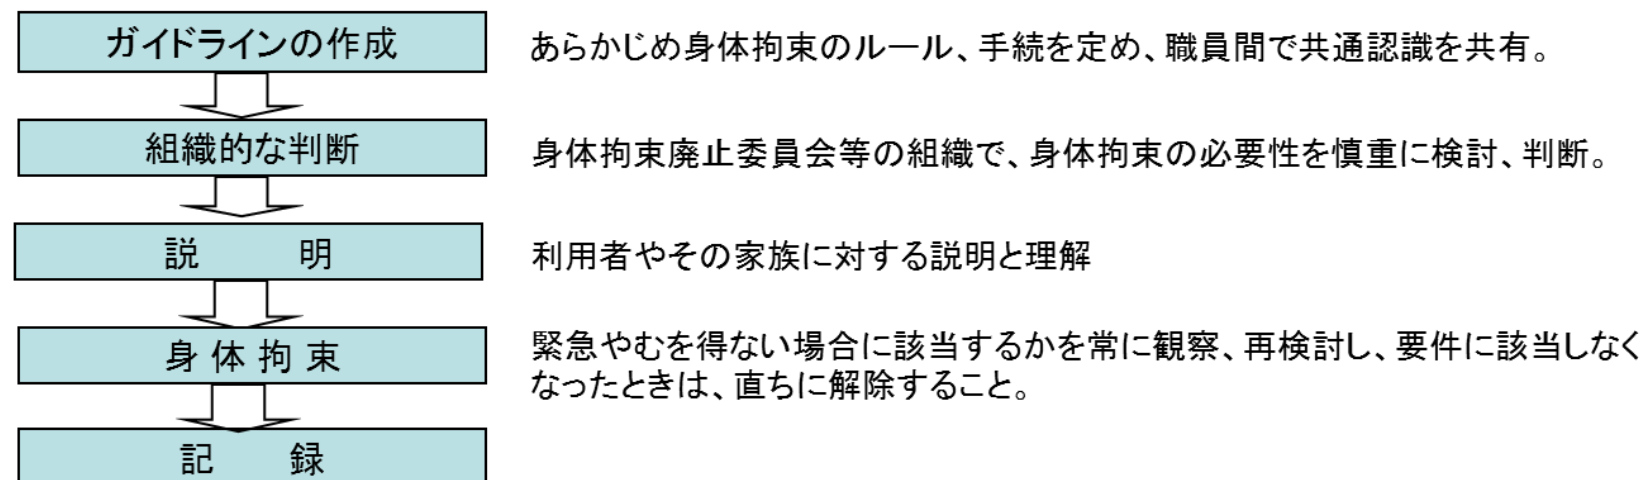 ガイドラインの作成
あらかじめ身体拘束のルール、手続を定め、職員間で共通認識を共有。
組織的な判断
身体拘束廃止委員会等の組織で、身体拘束の必要性を慎重に検討、判断。
説 明
利用者やその家族に対する説明と理解
身 体 拘 束
緊急やむを得ない場合に該当するかを常に観察、再検討し、要件に該当しなく
なったときは、直ちに解除すること。
記 録